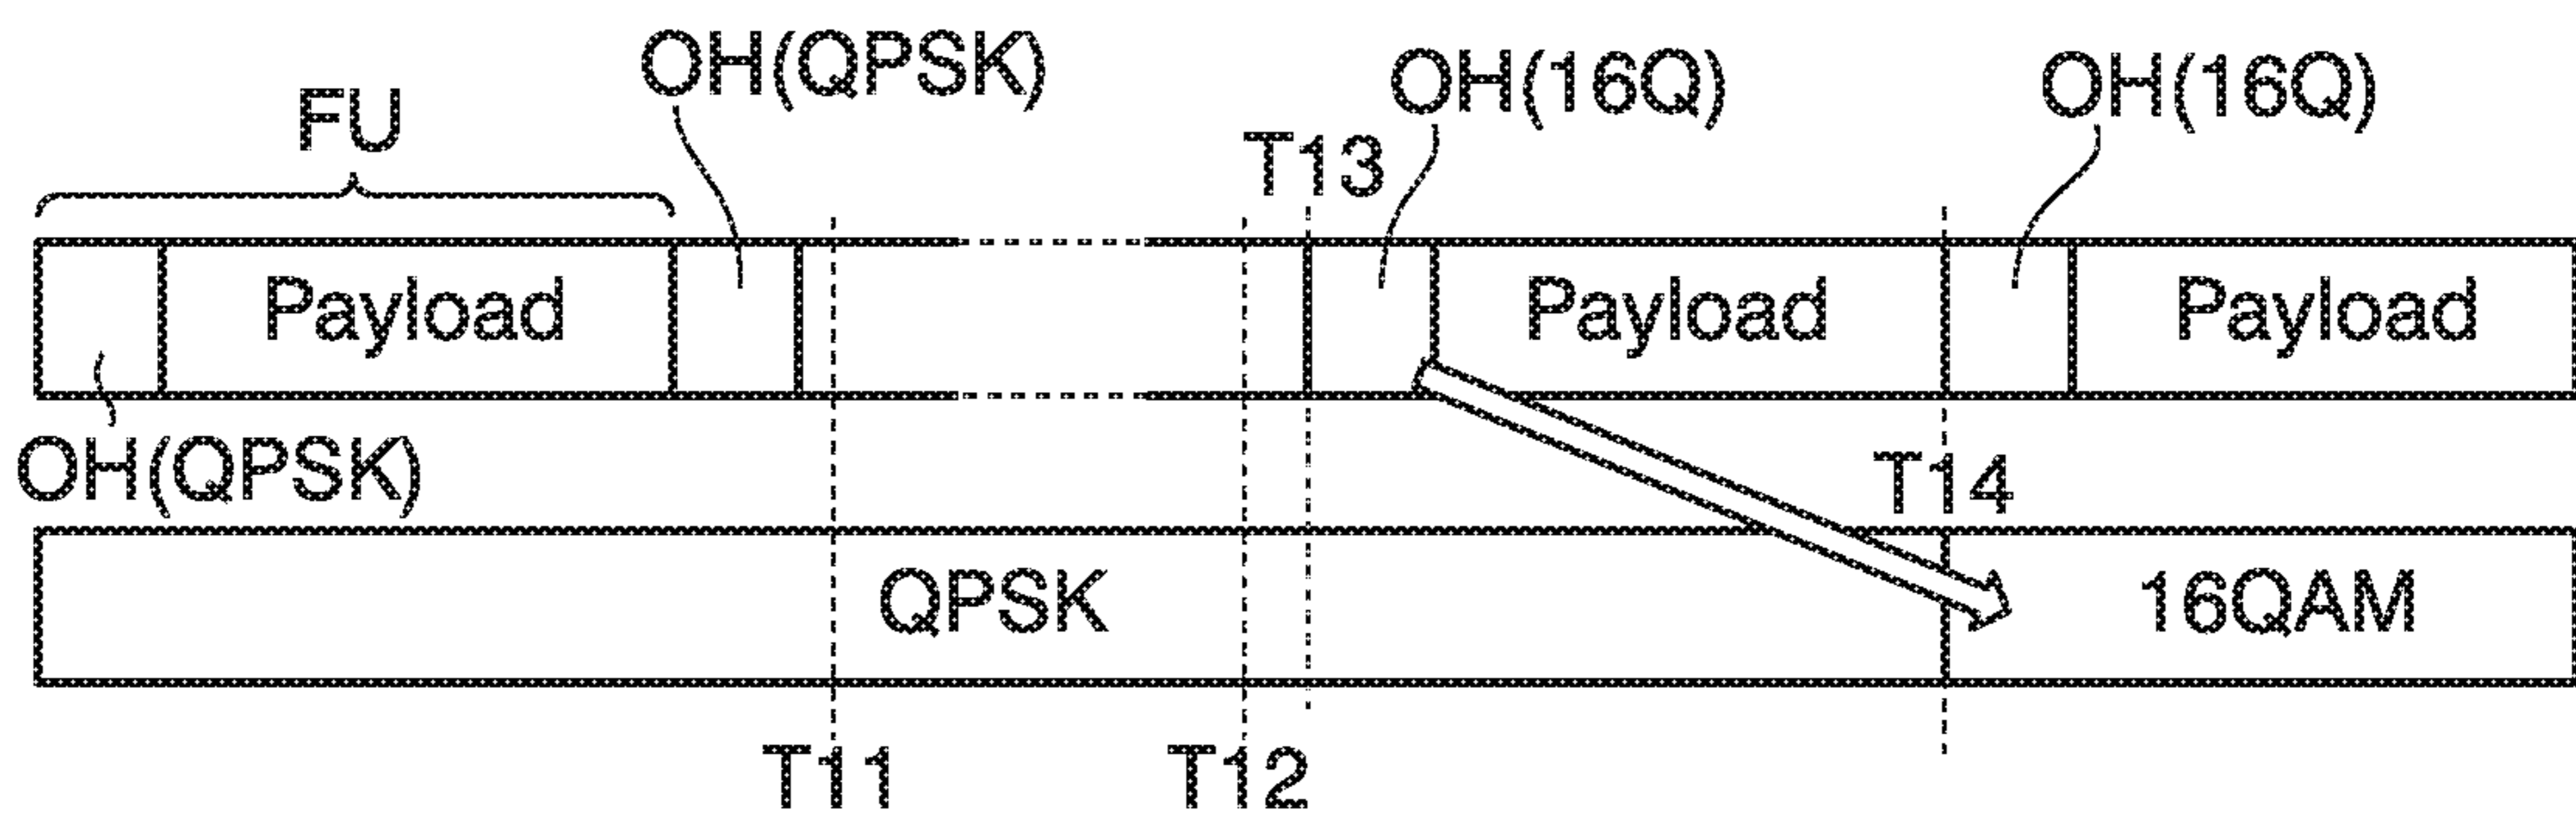 OH(QPSK)
OH(16Q)
OH(16Q)
FU
T13
Payload
Payload
Payload
OH(QPSK)
T14
QPSK
16QAM
T11
T12